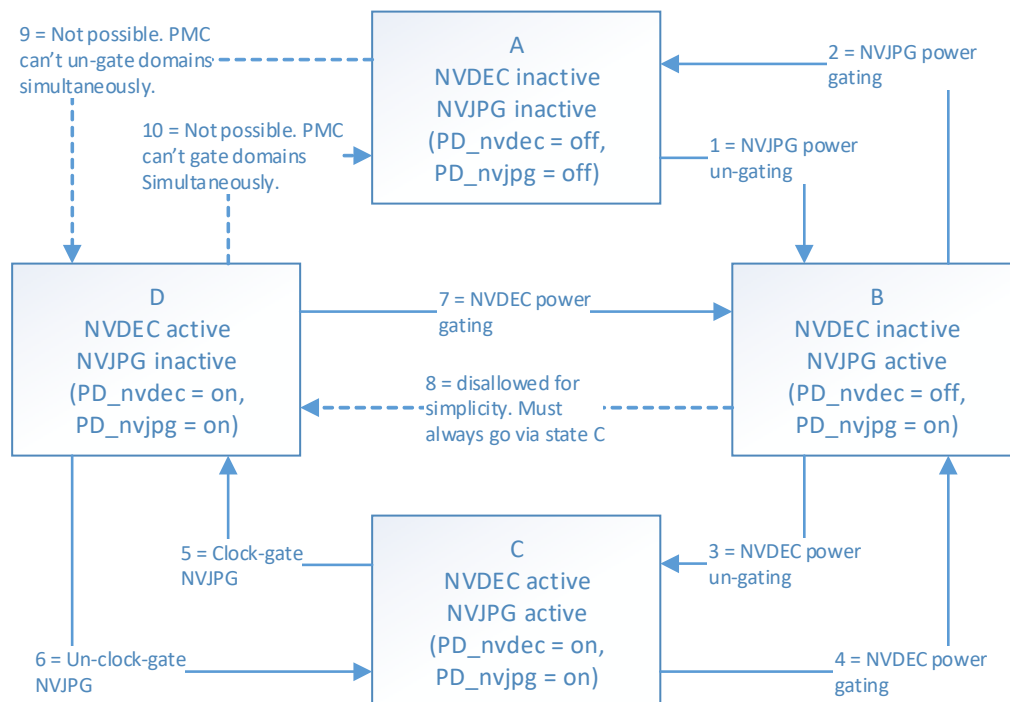 9 = Not possible. PMC
can't un-gate domains
simultaneously.
A
NVDEC inactive
NVJPG inactive
(PD_nvdec = off,
PD_nvjpg = off)
2 = NVJPG power
gating
10 = Not possible. PMC
can't gate domains
Simultaneously.
1 = NVJPG power
un-gating
D
NVDEC active
NVJPG inactive
(PD_nvdec = on,
PD_nvjpg = on)
7 = NVDEC power
gating
8 = disallowed for
simplicity. Must
always go via state C
B
NVDEC inactive
NVJPG active
(PD_nvdec = off,
PD_nvjpg = on)
5 = Clock-gate
NVJPG
C
NVDEC active
NVJPG active
(PD_nvdec = on,
PD_nvjpg = on)
3 = NVDEC power
un-gating
6 = Un-clock-gate
NVJPG
4 = NVDEC power
gating